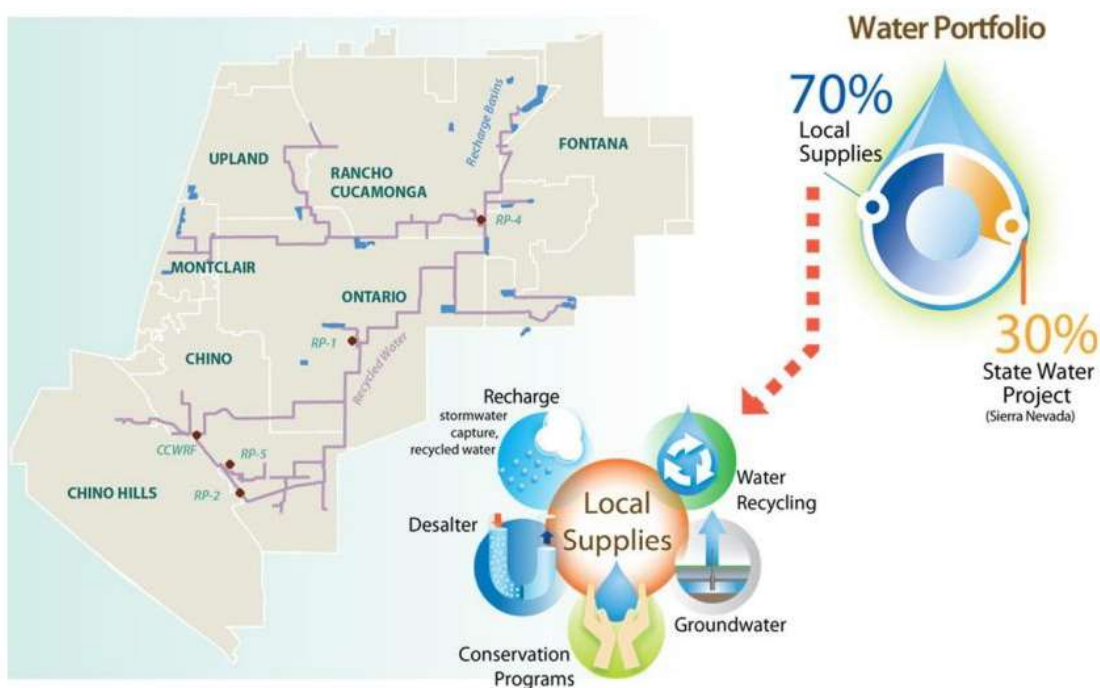 Water Portfolio
70%
Local
Supplies
30%
State Water
Project
(Sierra Nevada)
UPLAND
RANCHO
CUCAMONGA
Recharge Basins
FONTANA
RP-4
MONTCLAIR
ONTARIO
RP-1
CHINO
Recycled Water
CCWRF
RP-5
RP-2
CHINO HILLS
Recharge
stormwater
capture,
recycled water
Water
Recycling
Desalter
Local
Supplies
Groundwater
Conservation
Programs